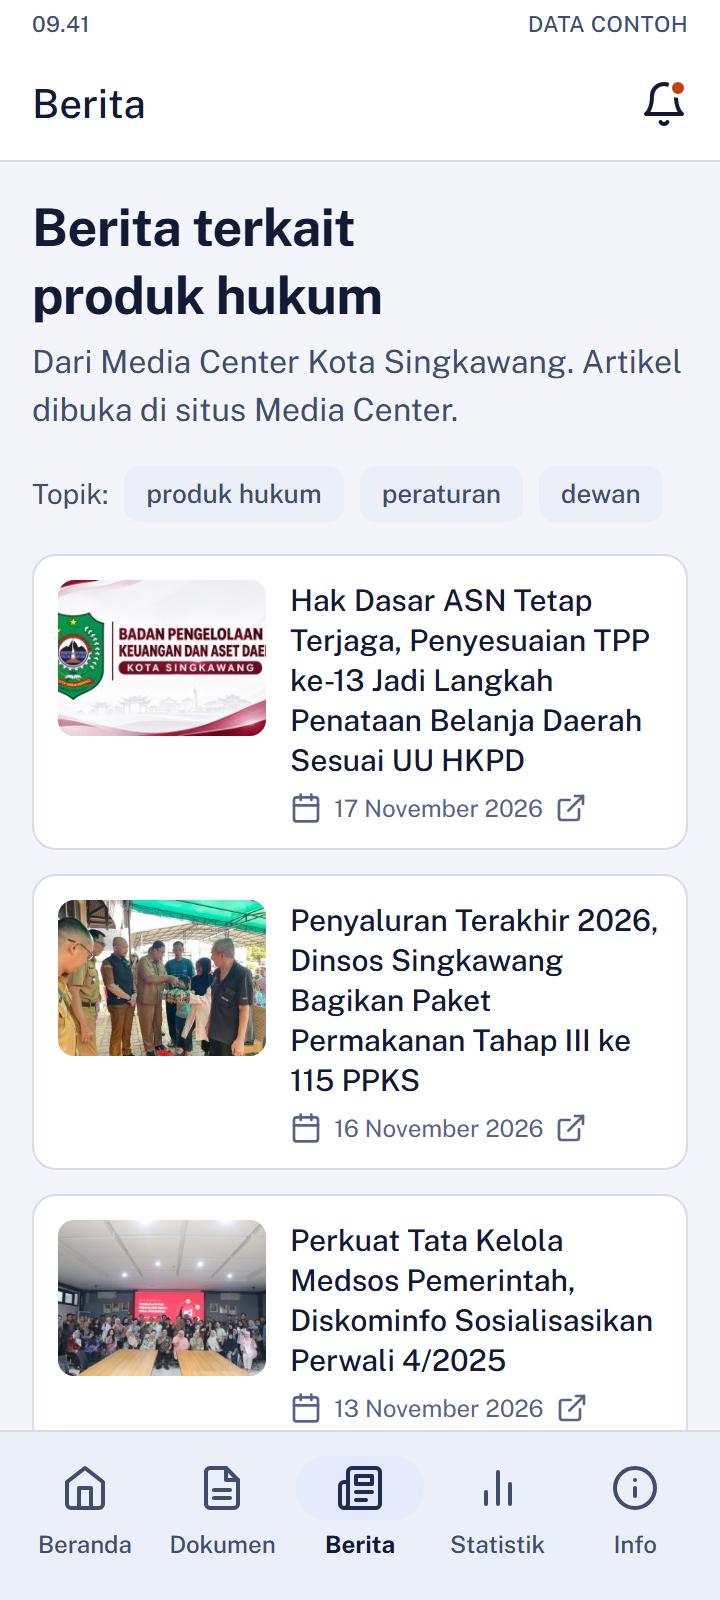 09.41
DATA CONTOH
Berita
Berita terkait
produk hukum
Dari Media Center Kota Singkawang. Artikel
dibuka di situs Media Center.
Topik:
produk hukum
peraturan
dewan
BADAN PENGELOLAAN
KEUANGAN DAN ASET DAE
KOTA SINGKAWANG
Hak Dasar ASN Tetap
Terjaga, Penyesuaian TPP
ke-13 Jadi Langkah
Penataan Belanja Daerah
Sesuai UU HKPD
17 November 2026
Penyaluran Terakhir 2026,
Dinsos Singkawang
Bagikan Paket
Permakanan Tahap III ke
115 PPKS
16 November 2026
Perkuat Tata Kelola
Medsos Pemerintah,
Diskominfo Sosialisasikan
Perwali 4/2025
13 November 2026
Beranda
Dokumen
Berita
Statistik
Info